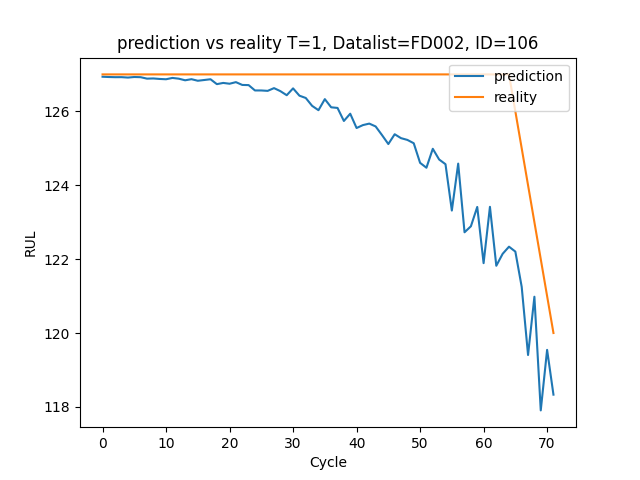 prediction vs reality T=1, Datalist=FD002, ID=106
prediction
reality
RUL
126
124
122
120
118
0 10 20 30 40 50 60 70
Cycle